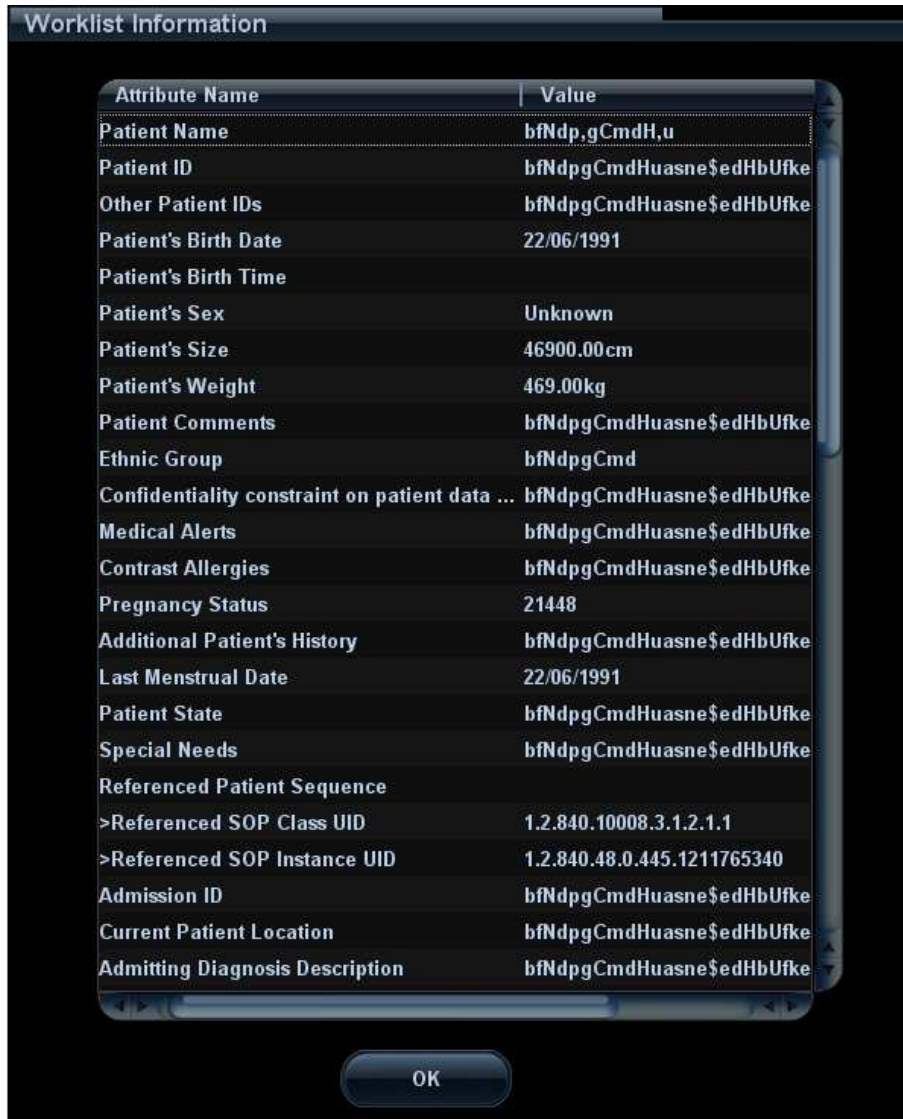 Worklist Information
Attribute Name Value
Patient Name bfNdp,gCmdH,u
Patient ID bfNdpgCmdHuasne$edHbUfke
Other Patient IDs bfNdpgCmdHuasne$edHbUfke
Patient's Birth Date 22/06/1991
Patient's Birth Time
Patient's Sex Unknown
Patient's Size 46900.00cm
Patient's Weight 469.00kg
Patient Comments bfNdpgCmdHuasne$edHbUfke
Ethnic Group bfNdpgCmd
Confidentiality constraint on patient data ... bfNdpgCmdHuasne$edHbUfke
Medical Alerts bfNdpgCmdHuasne$edHbUfke
Contrast Allergies bfNdpgCmdHuasne$edHbUfke
Pregnancy Status 21448
Additional Patient's History bfNdpgCmdHuasne$edHbUfke
Last Menstrual Date 22/06/1991
Patient State bfNdpgCmdHuasne$edHbUfke
Special Needs bfNdpgCmdHuasne$edHbUfke
Referenced Patient Sequence
>Referenced SOP Class UID 1.2.840.10008.3.1.2.1.1
>Referenced SOP Instance UID 1.2.840.48.0.445.1211765340
Admission ID bfNdpgCmdHuasne$edHbUfke
Current Patient Location bfNdpgCmdHuasne$edHbUfke
Admitting Diagnosis Description bfNdpgCmdHuasne$edHbUfke
OK